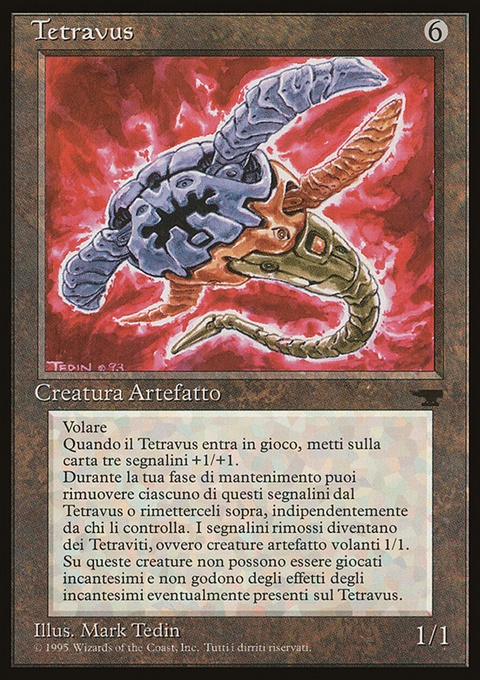 Tetravus 6
TEDIN © 93
Creatura Artefatto
Volare
Quando il Tetravus entra in gioco, metti sulla
carta tre segnalini +1/+1.
Durante la tua fase di mantenimento puoi
rimuovere ciascuno di questi segnalini dal
Tetravus o rimetterceli sopra, indipendentemente
da chi li controlla. I segnalini rimossi diventano
dei Tetraviti, ovvero creature artefatto volanti 1/1.
Su queste creature non possono essere giocati
incantesimi e non godono degli effetti degli
incantesimi eventualmente presenti sul Tetravus.
Illus. Mark Tedin
1/1
© 1995 Wizards of the Coast, Inc. Tutti i dirriti riservati.